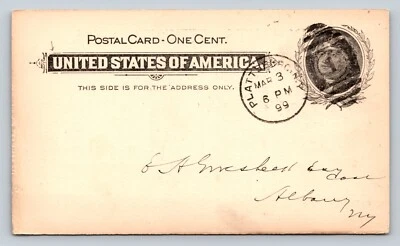 POSTAL CARD - ONE CENT.
UNITED STATES OF AMERICA
THIS SIDE IS FOR THE ADDRESS ONLY.
MAR 3
6 PM
99
Esq
Albany
NY